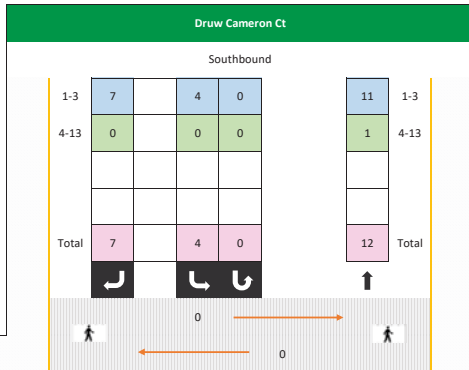 Druw Cameron Ct
Southbound
1-3 7 4 0 11 1-3
4-13 0 0 0 1 4-13
Total 7 4 0 12 Total
0
0